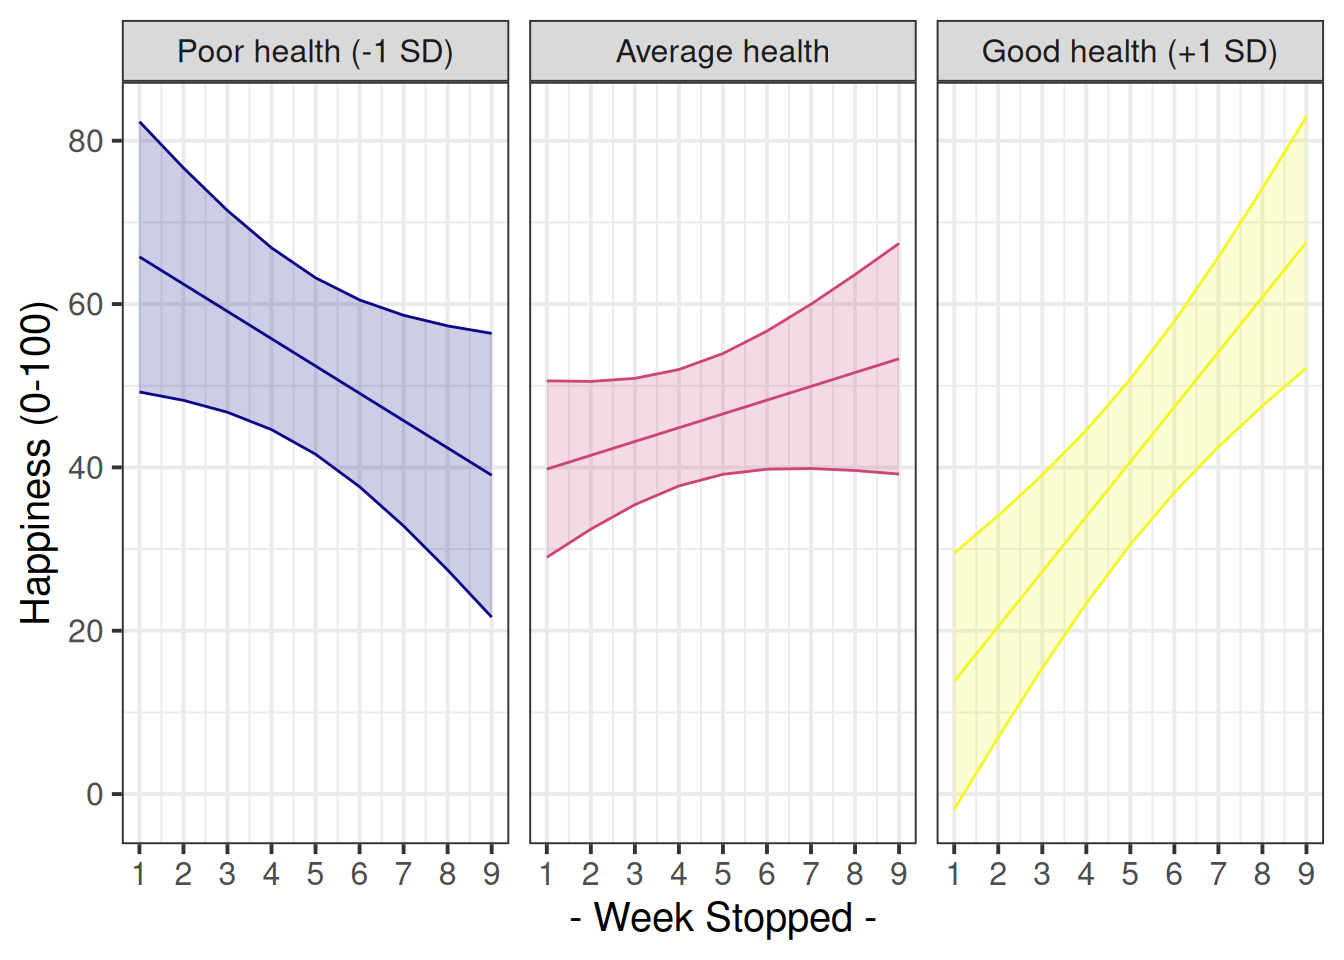 Poor health (-1 SD) Average health Good health (+1 SD)
Happiness (0-100)
80
60
40
20
0
1 2 3 4 5 6 7 8 9 1 2 3 4 5 6 7 8 9 1 2 3 4 5 6 7 8 9
- Week Stopped -